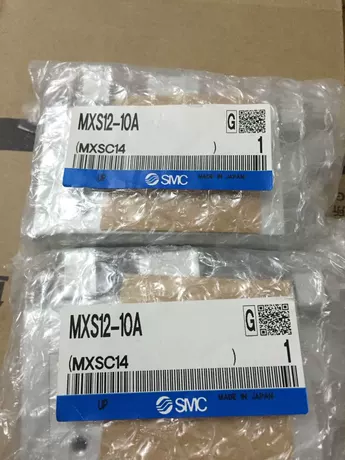 MXS12-10A
G
(MXSC14 ) 1
UP SMC MADE IN JAPAN
MXS12-10A
G
(MXSC14 ) 1
UP SMC MADE IN JAPAN